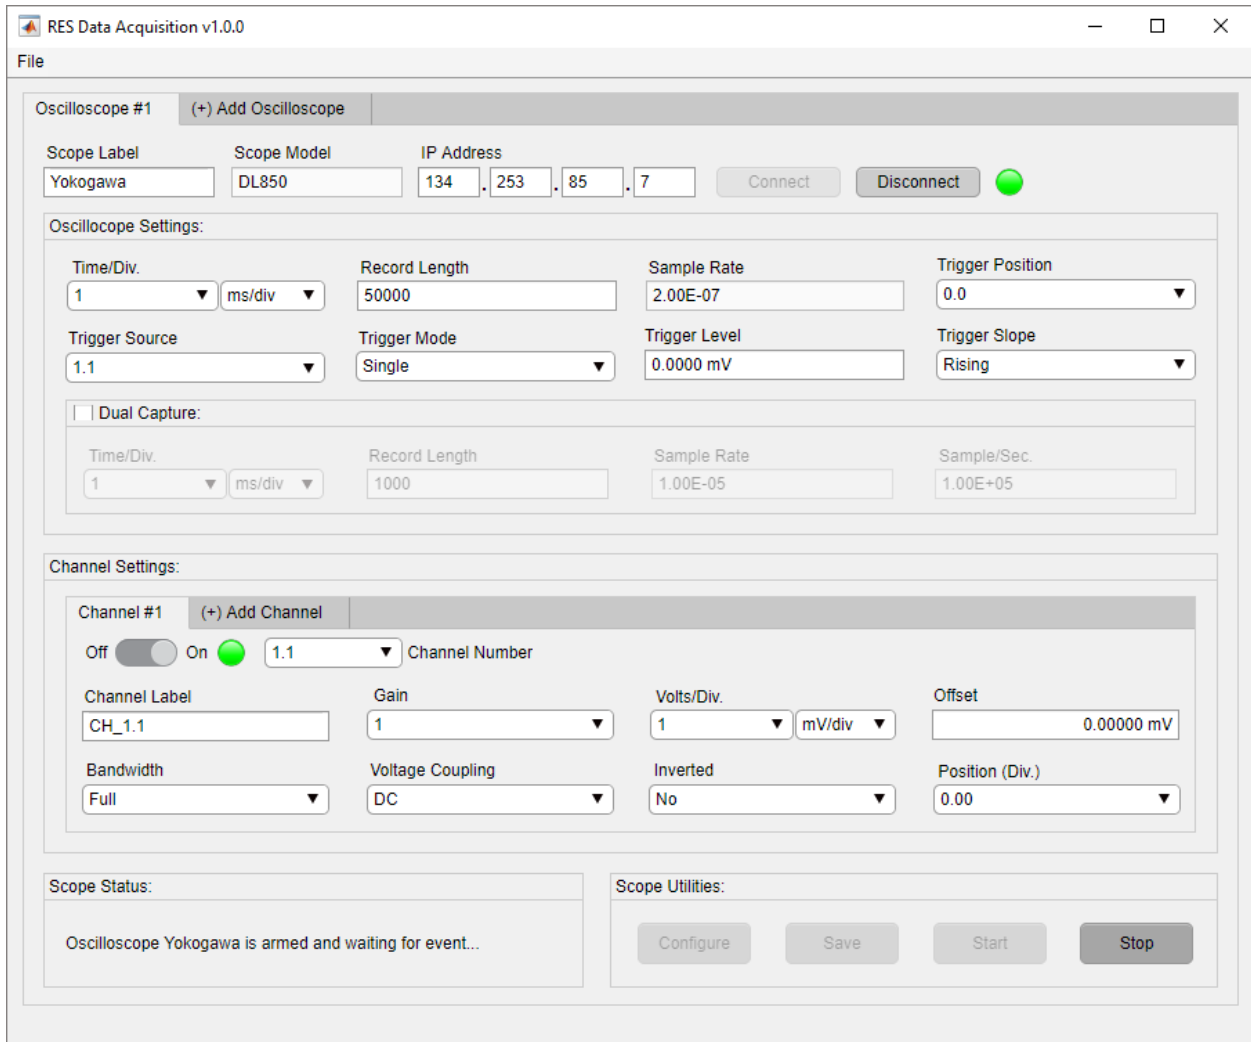 RES Data Acquisition v1.0.0
File
Oscilloscope #1 (+) Add Oscilloscope
Scope Label Scope Model IP Address
Yokogawa DL850 134 . 253 . 85 . 7 Connect Disconnect
Oscillocope Settings:
Time/Div. Record Length Sample Rate Trigger Position
1 ms/div 50000 2.00E-07 0.0
Trigger Source Trigger Mode Trigger Level Trigger Slope
1.1 Single 0.0000 mV Rising
Dual Capture:
Time/Div. Record Length Sample Rate Sample/Sec.
1 ms/div 1000 1.00E-05 1.00E+05
Channel Settings:
Channel #1 (+) Add Channel
Off On 1.1 Channel Number
Channel Label Gain Volts/Div. Offset
CH_1.1 1 1 mV/div 0.00000 mV
Bandwidth Voltage Coupling Inverted Position (Div.)
Full DC No 0.00
Scope Status: Scope Utilities:
Oscilloscope Yokogawa is armed and waiting for event... Configure Save Start Stop